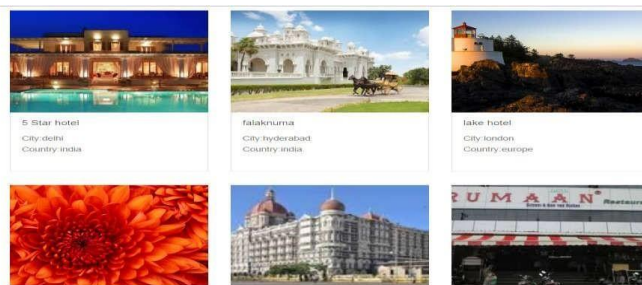 5 Star hotel
City:delhi
Country:india
falaknuma
City:hyderabad
Country:india
lake hotel
City:london
Country:europe
RUMAAN
Restaura